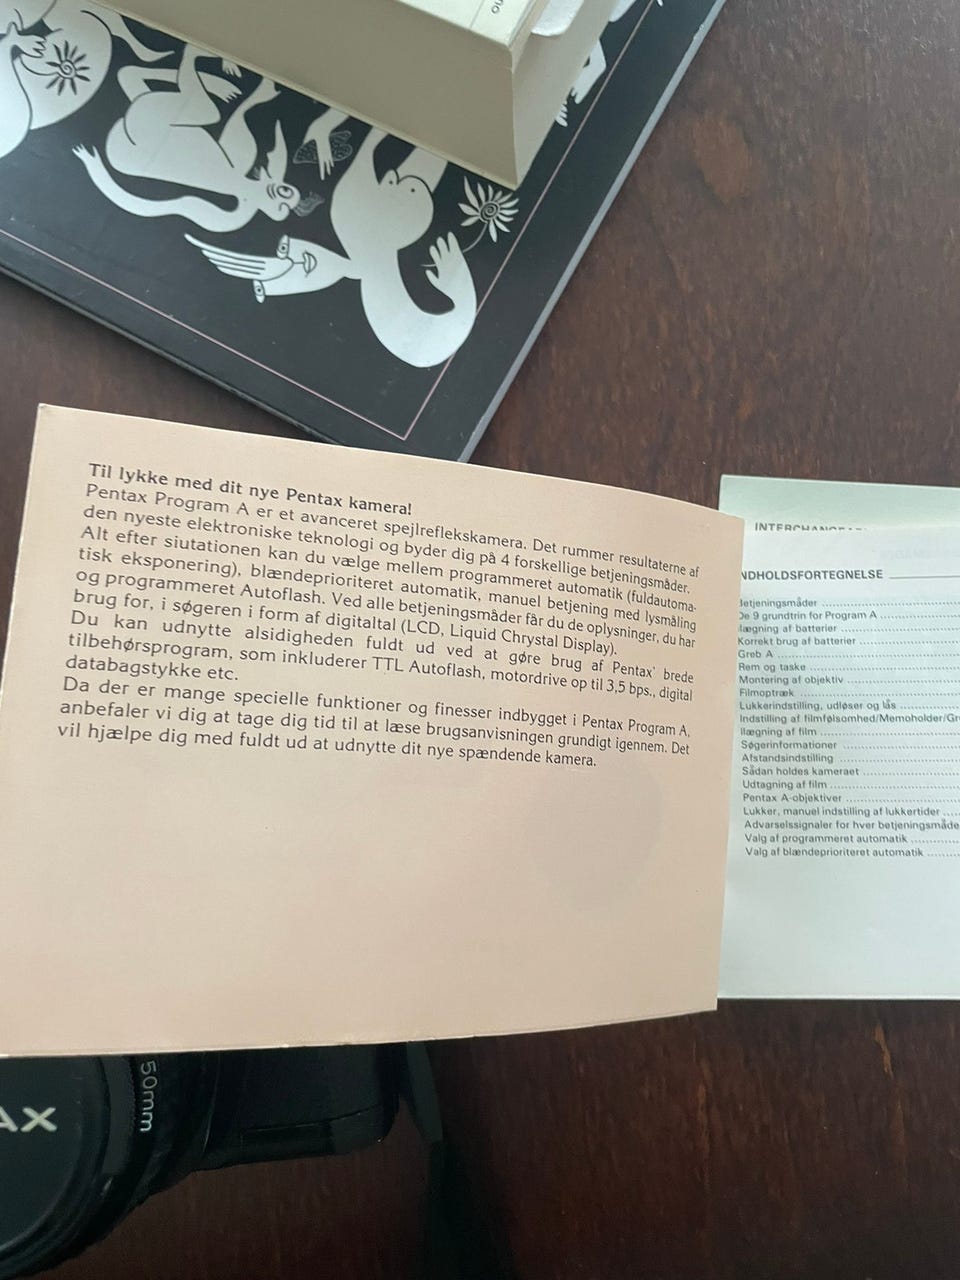 no
Til lykke med dit nye Pentax kamera!
Pentax Program A er et avanceret spejlreflekskamera. Det rummer resultaterne af
den nyeste elektroniske teknologi og byder dig på 4 forskellige betjeningsmåder.
Alt efter siutationen kan du vælge mellem programmeret automatik (fuldautoma-
tisk eksponering), blændeprioriteret automatik, manuel betjening med lysmåling
og programmeret Autoflash. Ved alle betjeningsmåder får du de oplysninger, du har
brug for, i søgeren i form af digitaltal (LCD, Liquid Chrystal Display).
Du kan udnytte alsidigheden fuldt ud ved at gøre brug af Pentax' brede
tilbehørsprogram, som inkluderer TTL Autoflash, motordrive op til 3,5 bps., digital
databagstykke etc.
Da der er mange specielle funktioner og finesser indbygget i Pentax Program A,
anbefaler vi dig at tage dig tid til at læse brugsanvisningen grundigt igennem. Det
vil hjælpe dig med fuldt ud at udnytte dit nye spændende kamera.
NDHOLDSFORTEGNELSE
Betjeningsmåder
De 9 grundtrin for Program A
Ilægning af batterier
Korrekt brug af batterier
Greb A
Rem og taske
Montering af objektiv
Filmoptræk
Lukkerindstilling, udløser og lås
Indstilling af filmfølsomhed/Memoholder/Gr
Ilægning af film
Søgerinformationer
Afstandsindstilling
Sådan holdes kameraet
Udtagning af film
Pentax A-objektiver
Lukker, manuel indstilling af lukkertider
Advarselssignaler for hver betjeningsmåde
Valg af programmeret automatik
Valg af blændeprioriteret automatik
AX
50mm